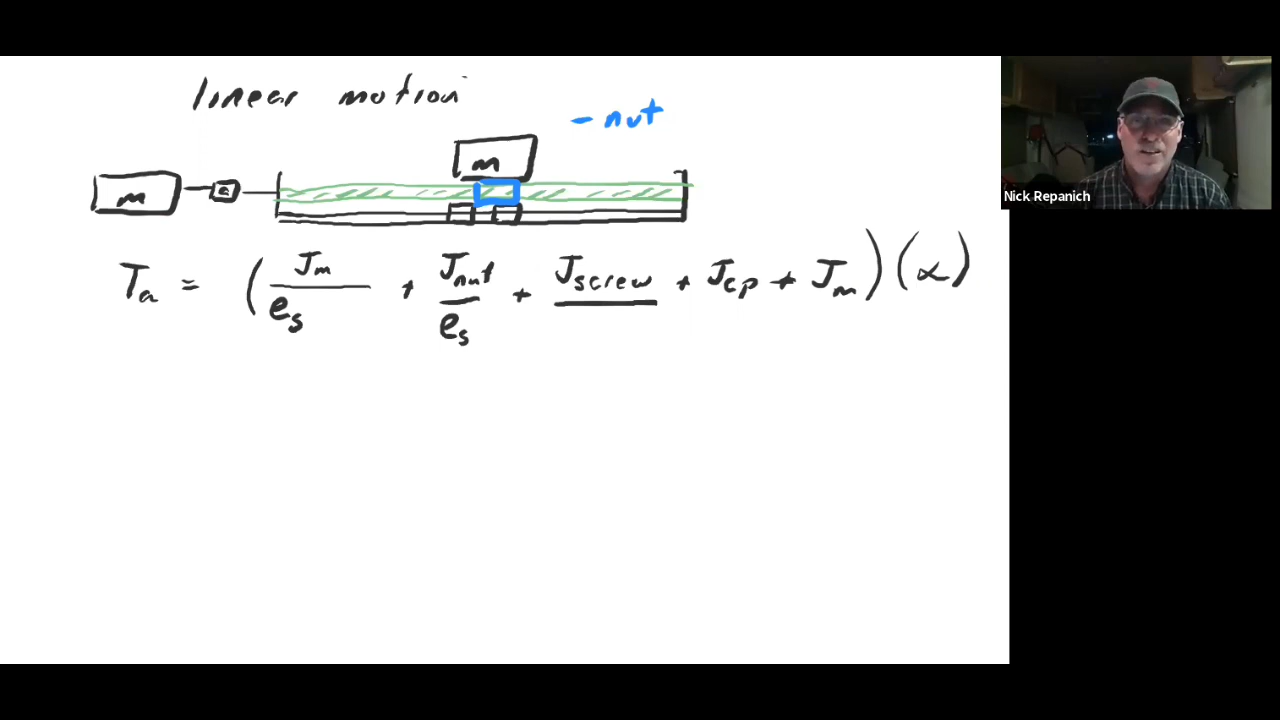 linear motion
- nut
m
m c
Nick Repanich
Ta = (Jm/es + Jnut/es + Jscrew + Jcp + Jm)(α)